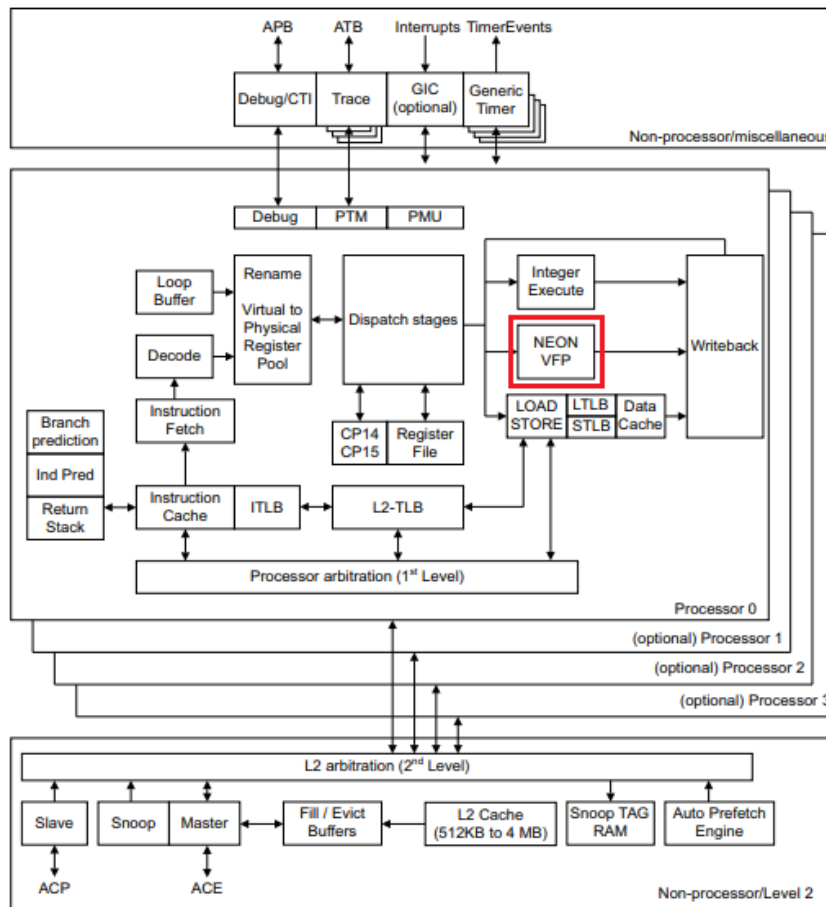 APB
ATB
Interrupts
TimerEvents
Debug/CTI
Trace
GIC
(optional)
Generic
Timer
Non-processor/miscellaneous
Debug
PTM
PMU
Loop
Buffer
Rename
Virtual to
Physical
Register
Pool
Dispatch stages
Integer
Execute
NEON
VFP
Writeback
Decode
Instruction
Fetch
CP14
CP15
Register
File
LOAD
STORE
LTLB
STLB
Data
Cache
Branch
prediction
Ind Pred
Return
Stack
Instruction
Cache
ITLB
L2-TLB
Processor arbitration (1st Level)
Processor 0
(optional) Processor 1
(optional) Processor 2
(optional) Processor 3
L2 arbitration (2nd Level)
Slave
Snoop
Master
Fill / Evict
Buffers
L2 Cache
(512KB to 4 MB)
Snoop TAG
RAM
Auto Prefetch
Engine
ACP
ACE
Non-processor/Level 2